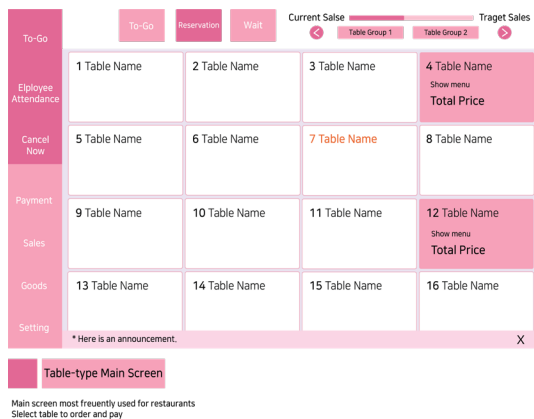 To-Go
Elployee
Attendance
Cancel
Now
Payment
Sales
Goods
Setting
To-Go
Reservation
Wait
Current Salse
Traget Sales
<
Table Group 1
Table Group 2
>
1 Table Name
2 Table Name
3 Table Name
4 Table Name
Show menu
Total Price
5 Table Name
6 Table Name
7 Table Name
8 Table Name
9 Table Name
10 Table Name
11 Table Name
12 Table Name
Show menu
Total Price
13 Table Name
14 Table Name
15 Table Name
16 Table Name
* Here is an announcement.
X
Table-type Main Screen
Main screen most freuently used for restaurants
Slelect table to order and pay